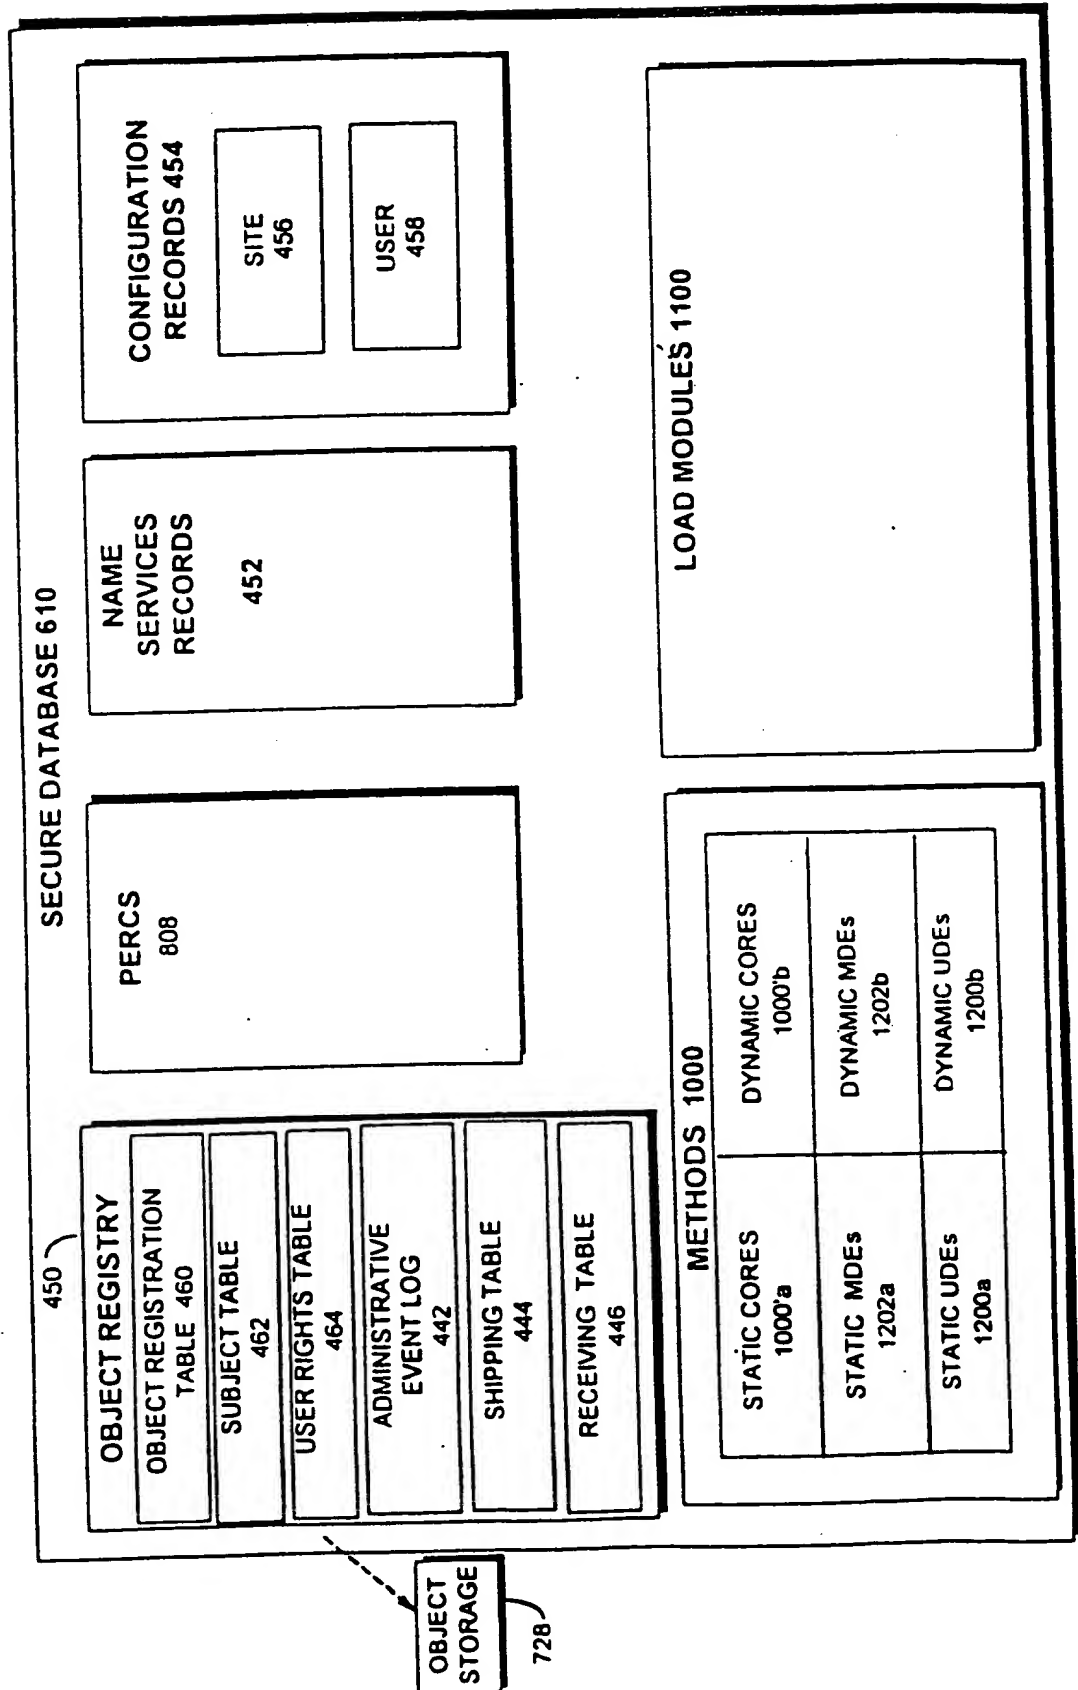 SECURE DATABASE 610
450
OBJECT REGISTRY
OBJECT REGISTRATION
TABLE 460
SUBJECT TABLE
462
USER RIGHTS TABLE
464
ADMINISTRATIVE
EVENT LOG
442
SHIPPING TABLE
444
RECEIVING TABLE
446
PERCS
808
NAME
SERVICES
RECORDS
452
CONFIGURATION
RECORDS 454
SITE
456
USER
458
OBJECT
STORAGE
728
METHODS 1000
STATIC CORES
1000'a
DYNAMIC CORES
1000'b
STATIC MDEs
1202a
DYNAMIC MDEs
1202b
STATIC UDEs
1200a
DYNAMIC UDEs
1200b
LOAD MODULES 1100